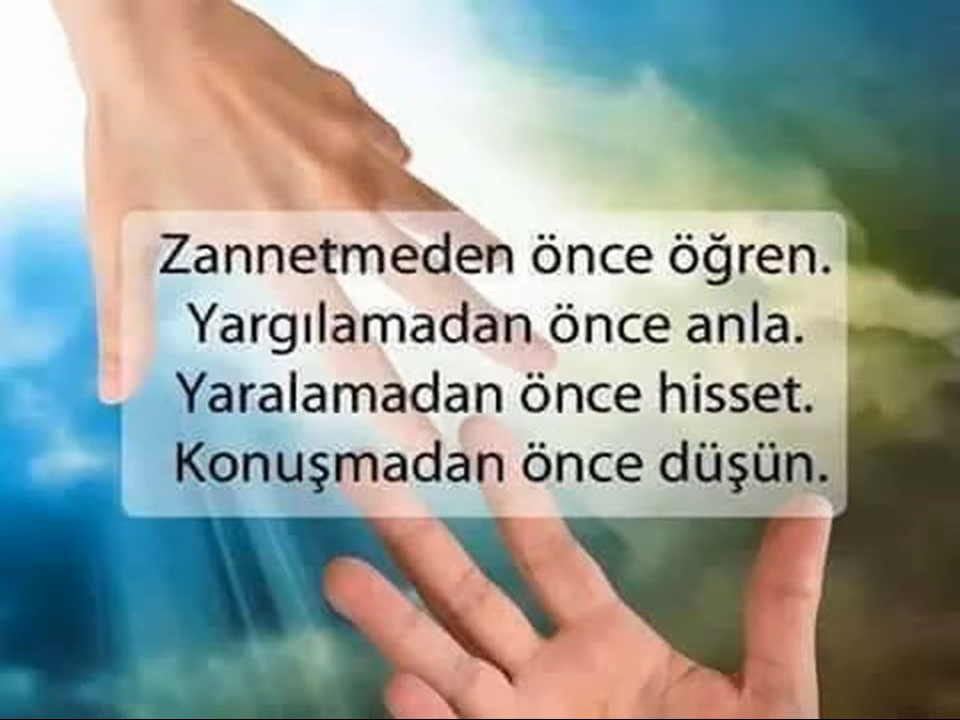 Zannetmeden önce öğren.
Yargılamadan önce anla.
Yaralamadan önce hisset.
Konuşmadan önce düşün.